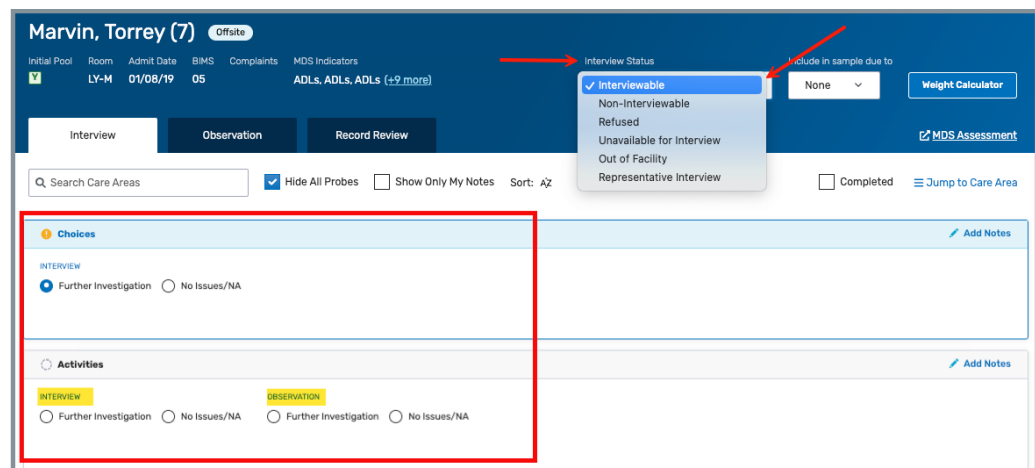 Marvin, Torrey (7) Offsite
Initial Pool Room Admit Date BIMS Complaints MDS Indicators Interview Status Include in sample due to
Y LY-M 01/08/19 05 ADLs, ADLs, ADLs (+9 more) ✓ Interviewable None Weight Calculator
Non-Interviewable
Refused
Unavailable for Interview
Out of Facility
Representative Interview
Interview Observation Record Review MDS Assessment
Search Care Areas Hide All Probes Show Only My Notes Sort: AZ Completed Jump to Care Area
Choices Add Notes
INTERVIEW
Further Investigation No Issues/NA
Activities Add Notes
INTERVIEW OBSERVATION
Further Investigation No Issues/NA Further Investigation No Issues/NA